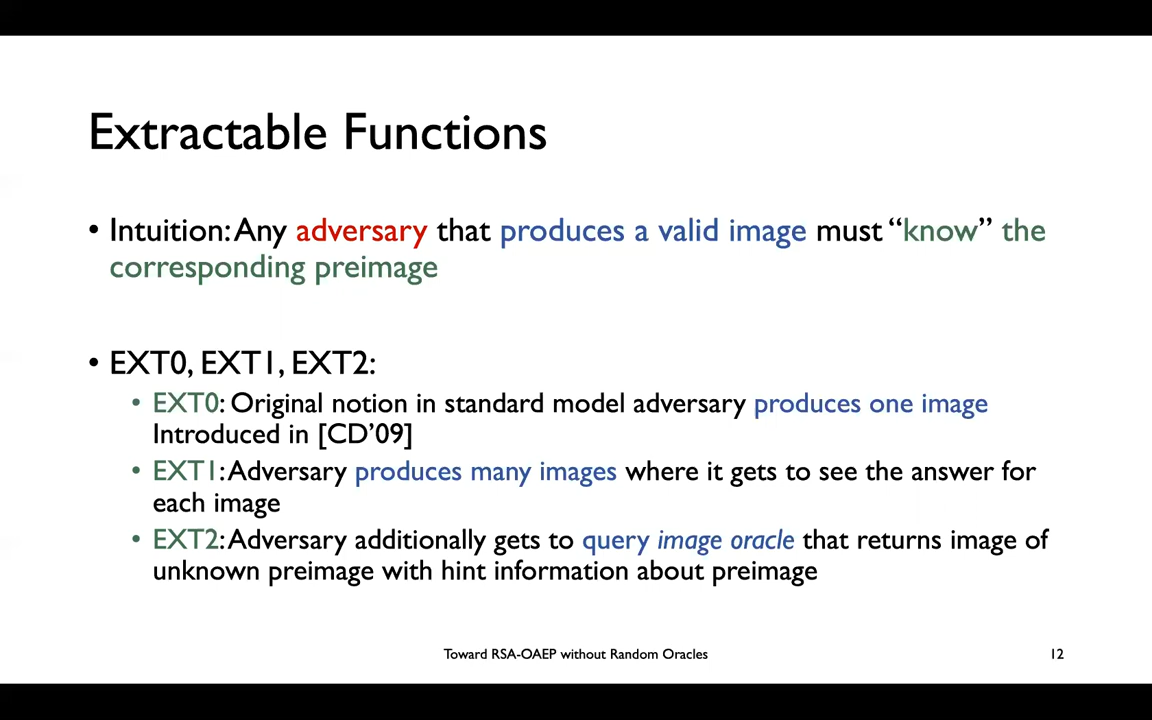 Extractable Functions
• Intuition: Any adversary that produces a valid image must “know” the
corresponding preimage
• EXT0, EXT1, EXT2:
• EXT0: Original notion in standard model adversary produces one image
Introduced in [CD’09]
• EXT1: Adversary produces many images where it gets to see the answer for
each image
• EXT2: Adversary additionally gets to query image oracle that returns image of
unknown preimage with hint information about preimage
Toward RSA-OAEP without Random Oracles
12